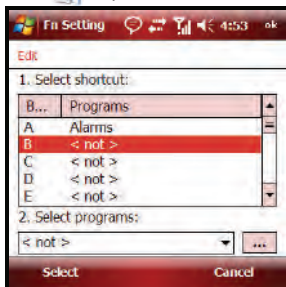 Fn Setting 4:53 ok
Edit
1. Select shortcut:
B... Programs
A Alarms
B < not >
C < not >
D < not >
E < not >
2. Select programs:
< not > ...
Select Cancel